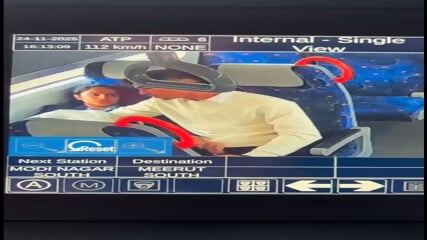 24-11-2025 ATP 6 Internal - Single
16:13:09 112 km/h NONE View
Reset
Next Station Destination
MODI NAGAR MEERUT
SOUTH SOUTH
A M